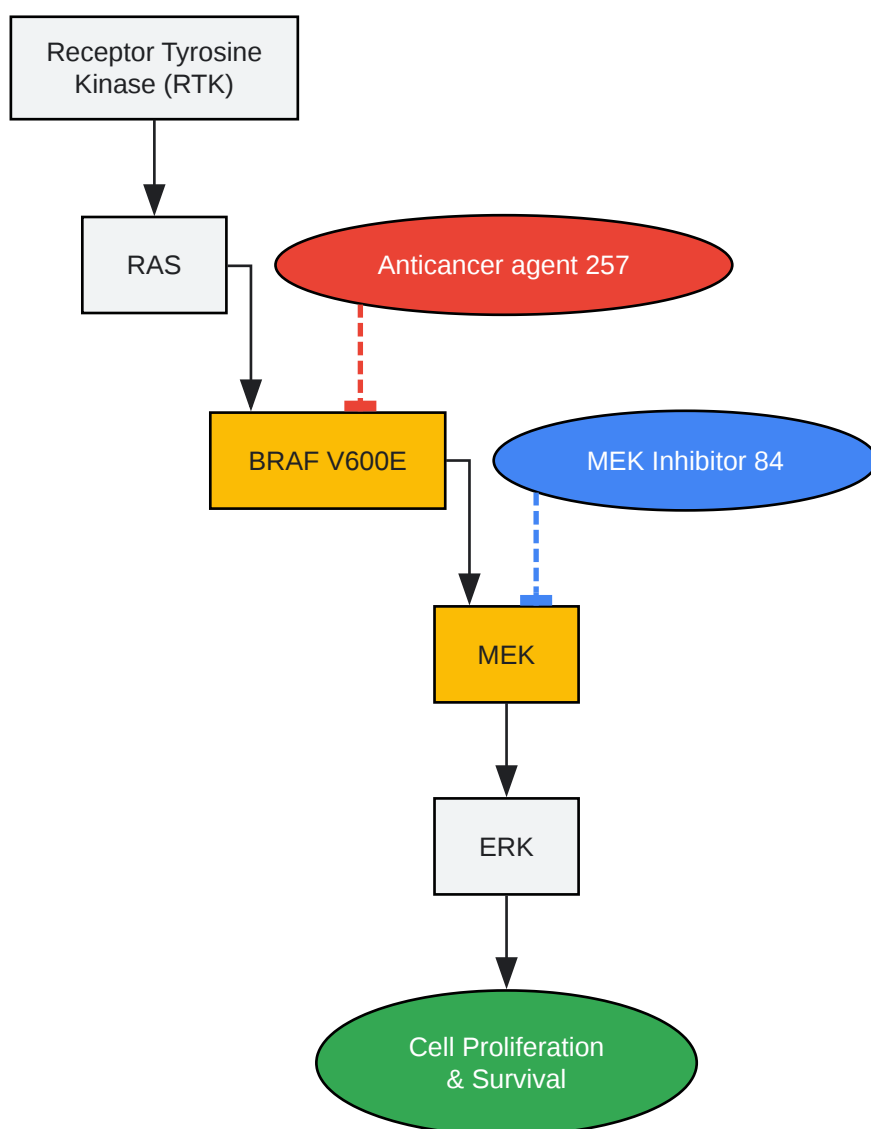 Receptor Tyrosine
Kinase (RTK)
RAS
Anticancer agent 257
BRAF V600E
MEK Inhibitor 84
MEK
ERK
Cell Proliferation
& Survival